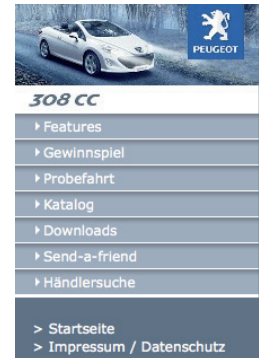 PEUGEOT
308 CC
Features
Gewinnspiel
Probefahrt
Katalog
Downloads
Send-a-friend
Händlersuche
> Startseite
> Impressum / Datenschutz